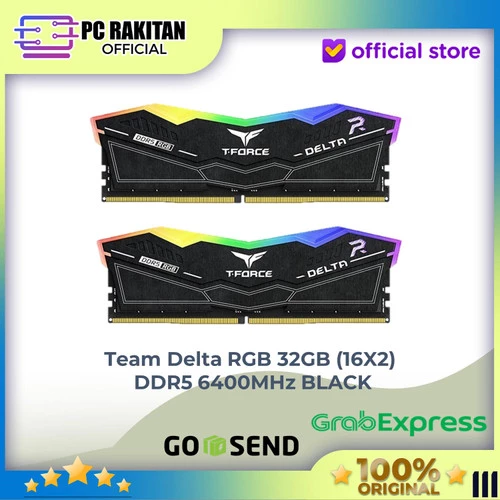 PC RAKITAN
OFFICIAL
official store
DDR5 RGB
T-FORCE
DELTA R
DDR5 RGB
T-FORCE
DELTA R
Team Delta RGB 32GB (16X2)
DDR5 6400MHz BLACK
GO SEND
GrabExpress
100%
ORIGINAL